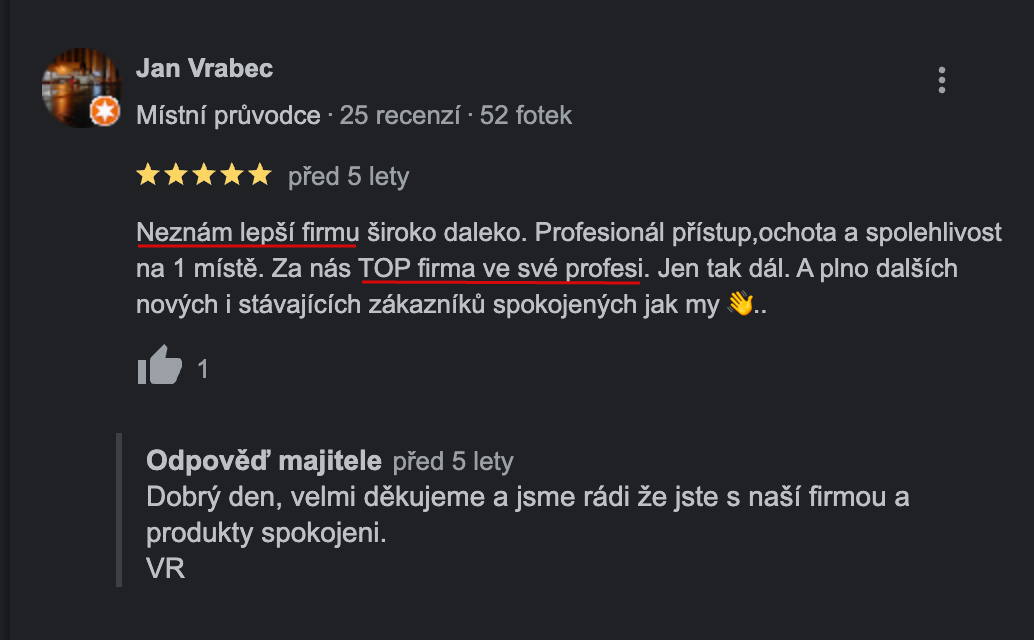 Jan Vrabec
Místní průvodce · 25 recenzí · 52 fotek
před 5 lety
Neznám lepší firmu široko daleko. Profesionál přístup,ochota a spolehlivost
na 1 místě. Za nás TOP firma ve své profesi. Jen tak dál. A plno dalších
nových i stávajících zákazníků spokojených jak my 👋..
1
Odpověď majitele před 5 lety
Dobrý den, velmi děkujeme a jsme rádi že jste s naší firmou a
produkty spokojeni.
VR